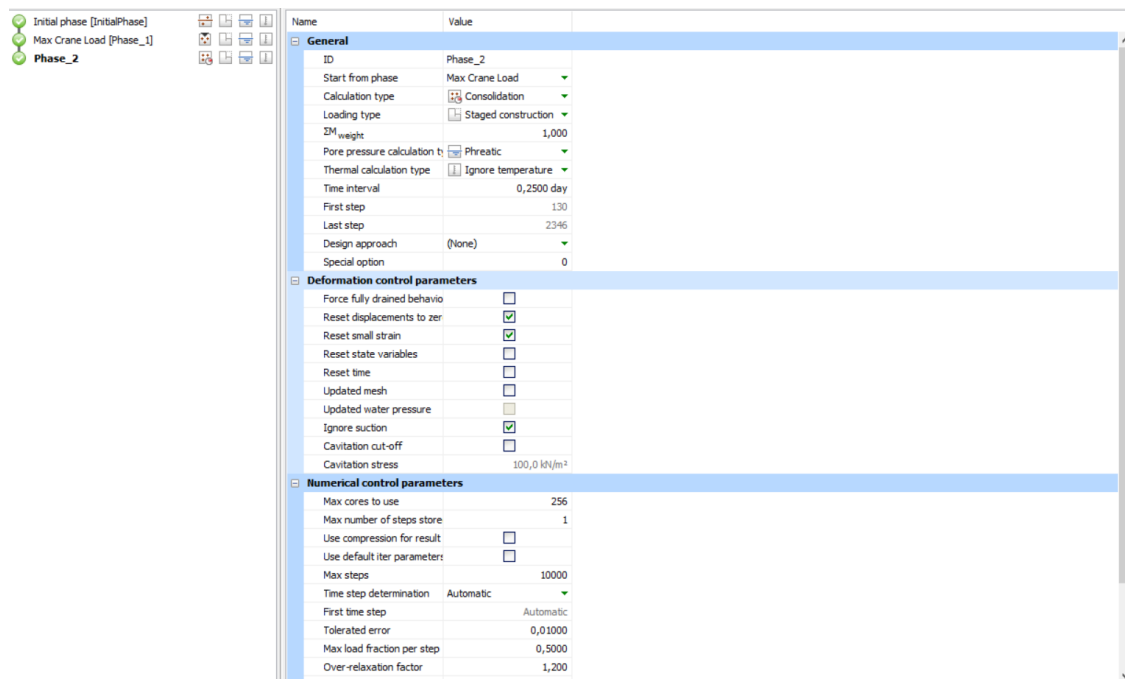 Initial phase [InitialPhase]
Max Crane Load [Phase_1]
Phase_2
Name Value
General
ID Phase_2
Start from phase Max Crane Load
Calculation type Consolidation
Loading type Staged construction
ΣM weight 1,000
Pore pressure calculation ty Phreatic
Thermal calculation type Ignore temperature
Time interval 0,2500 day
First step 130
Last step 2346
Design approach (None)
Special option 0
Deformation control parameters
Force fully drained behavio
Reset displacements to zer
Reset small strain
Reset state variables
Reset time
Updated mesh
Updated water pressure
Ignore suction
Cavitation cut-off
Cavitation stress 100,0 kN/m²
Numerical control parameters
Max cores to use 256
Max number of steps store 1
Use compression for result
Use default iter parameters
Max steps 10000
Time step determination Automatic
First time step Automatic
Tolerated error 0,01000
Max load fraction per step 0,5000
Over-relaxation factor 1,200